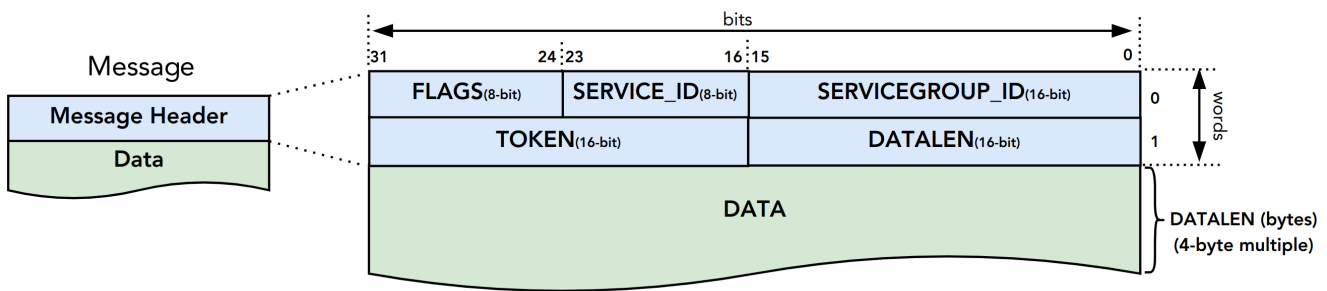 bits
31 24 23 16 15 0
Message
FLAGS(8-bit) SERVICE_ID(8-bit) SERVICEGROUP_ID(16-bit) 0
Message Header
words
TOKEN(16-bit) DATALEN(16-bit) 1
Data
DATA
DATALEN (bytes)
(4-byte multiple)